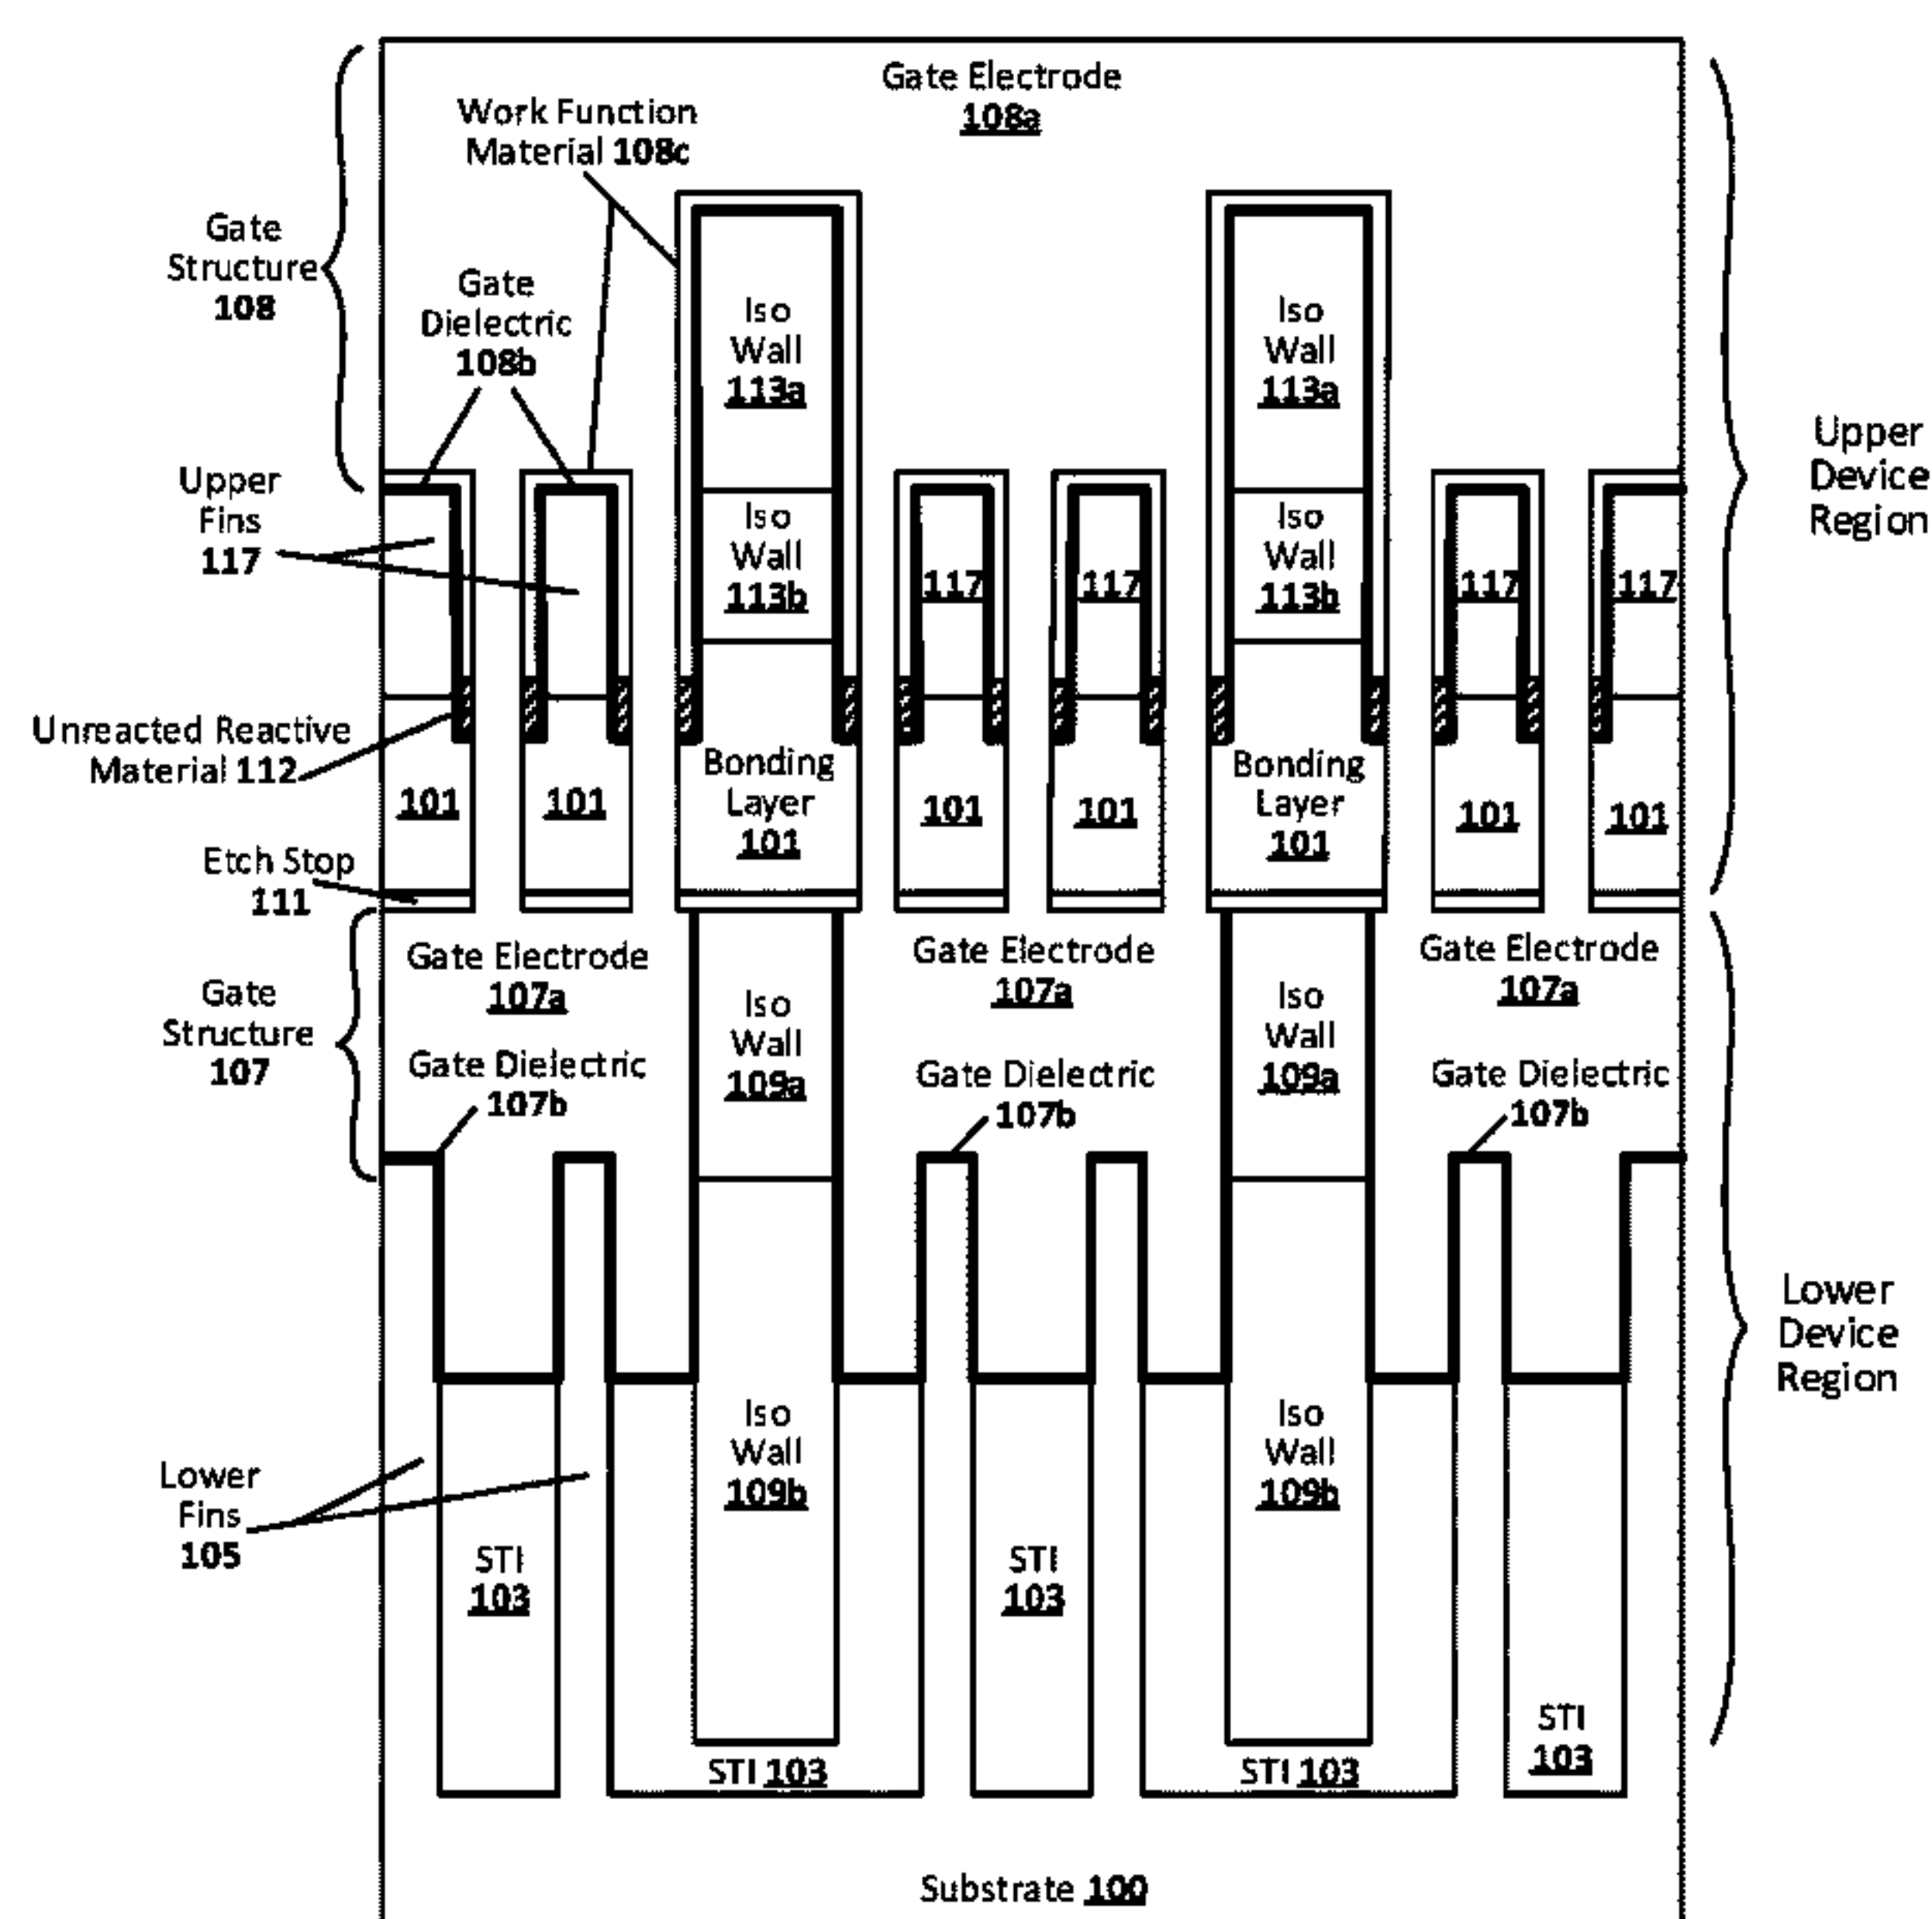 Gate Electrode
108a
Work Function
Material 108c
Gate
Structure
108
Gate
Dielectric
108b
Iso
Wall
113a
Iso
Wall
113a
Upper
Device
Region
Upper
Fins
117
Iso
Wall
113b
117
117
Iso
Wall
113b
117
117
Unreacted Reactive
Material 112
101
101
Bonding
Layer
101
101
101
Bonding
Layer
101
101
101
Etch Stop
111
Gate Electrode
107a
Gate Electrode
107a
Gate Electrode
107a
Gate
Structure
107
Iso
Wall
109a
Iso
Wall
109a
Gate Dielectric
107b
Gate Dielectric
107b
Gate Dielectric
107b
Lower
Device
Region
Lower
Fins
105
Iso
Wall
109b
Iso
Wall
109b
STI
103
STI
103
STI
103
STI 103
STI 103
Substrate 100